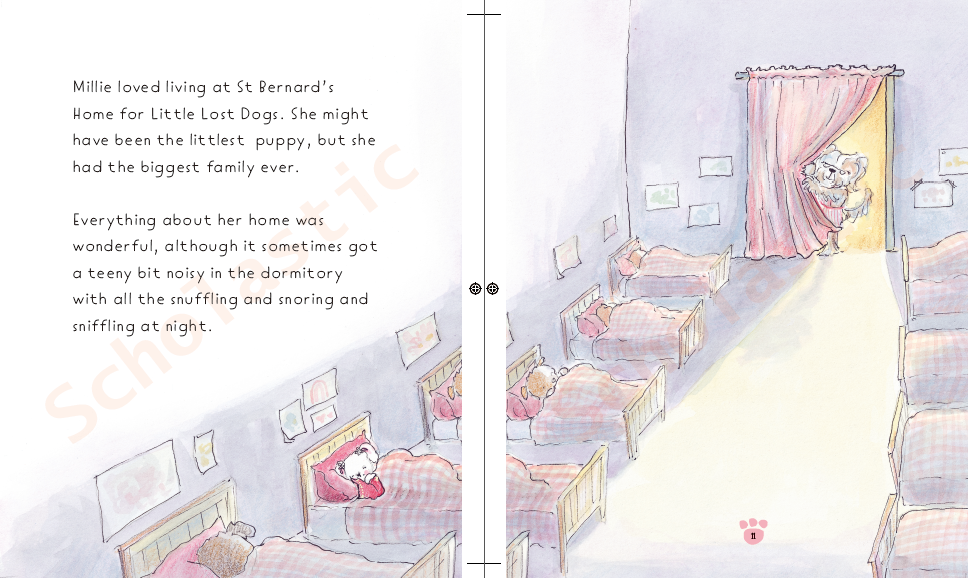 Millie loved living at St Bernard's
Home for Little Lost Dogs. She might
have been the littlest puppy, but she
had the biggest family ever.
Everything about her home was
wonderful, although it sometimes got
a teeny bit noisy in the dormitory
with all the snuffling and snoring and
sniffling at night.
Scholastic
11